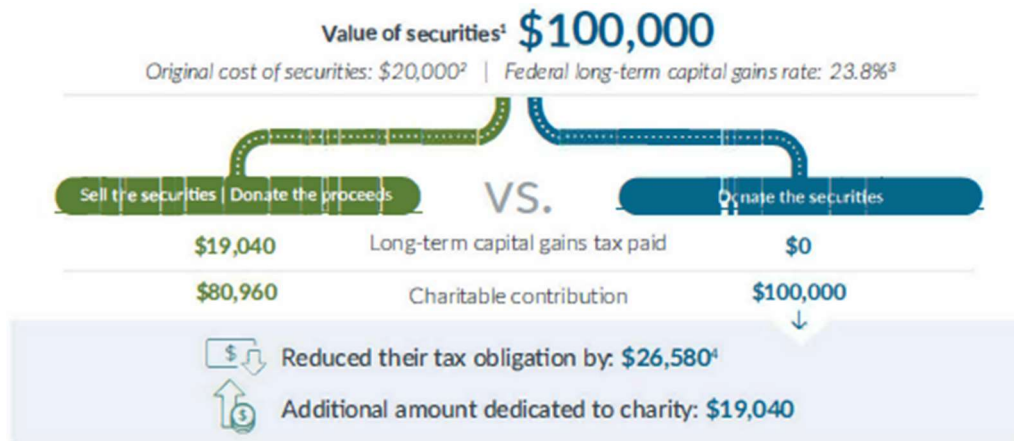 Value of securities¹ $100,000
Original cost of securities: $20,000² | Federal long-term capital gains rate: 23.8%³
Sell the securities | Donate the proceeds
VS.
Donate the securities
$19,040
Long-term capital gains tax paid
$0
$80,960
Charitable contribution
$100,000
$ Reduced their tax obligation by: $26,580⁴
$ Additional amount dedicated to charity: $19,040